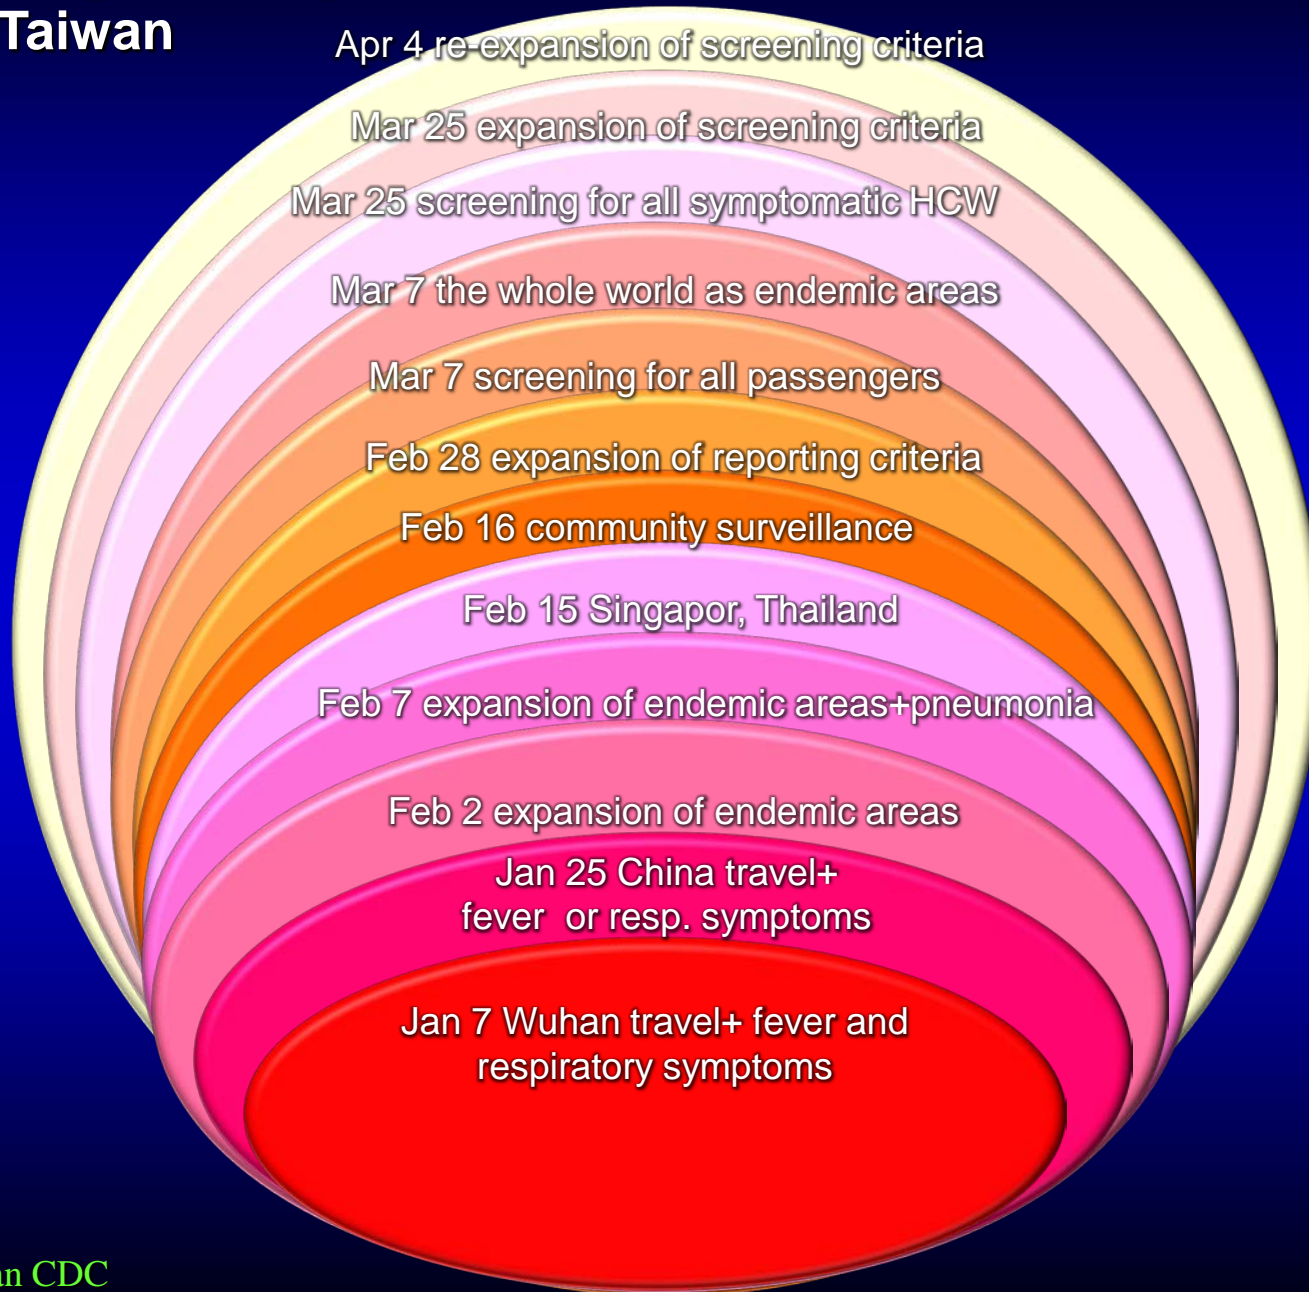 Taiwan
Apr 4 re-expansion of screening criteria
Mar 25 expansion of screening criteria
Mar 25 screening for all symptomatic HCW
Mar 7 the whole world as endemic areas
Mar 7 screening for all passengers
Feb 28 expansion of reporting criteria
Feb 16 community surveillance
Feb 15 Singapor, Thailand
Feb 7 expansion of endemic areas+pneumonia
Feb 2 expansion of endemic areas
Jan 25 China travel+
fever or resp. symptoms
Jan 7 Wuhan travel+ fever and
respiratory symptoms
CDC